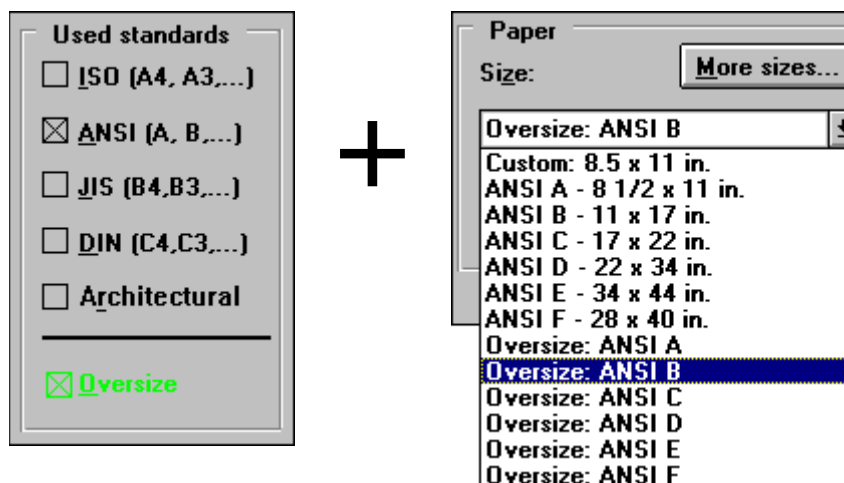 Used standards
ISO (A4, A3,...)
ANSI (A, B,...)
JIS (B4,B3,...)
DIN (C4,C3,...)
Architectural
Oversize
Paper
Size:
More sizes...
Oversize: ANSI B
Custom: 8.5 x 11 in.
ANSI A - 8 1/2 x 11 in.
ANSI B - 11 x 17 in.
ANSI C - 17 x 22 in.
ANSI D - 22 x 34 in.
ANSI E - 34 x 44 in.
ANSI F - 28 x 40 in.
Oversize: ANSI A
Oversize: ANSI B
Oversize: ANSI C
Oversize: ANSI D
Oversize: ANSI E
Oversize: ANSI F